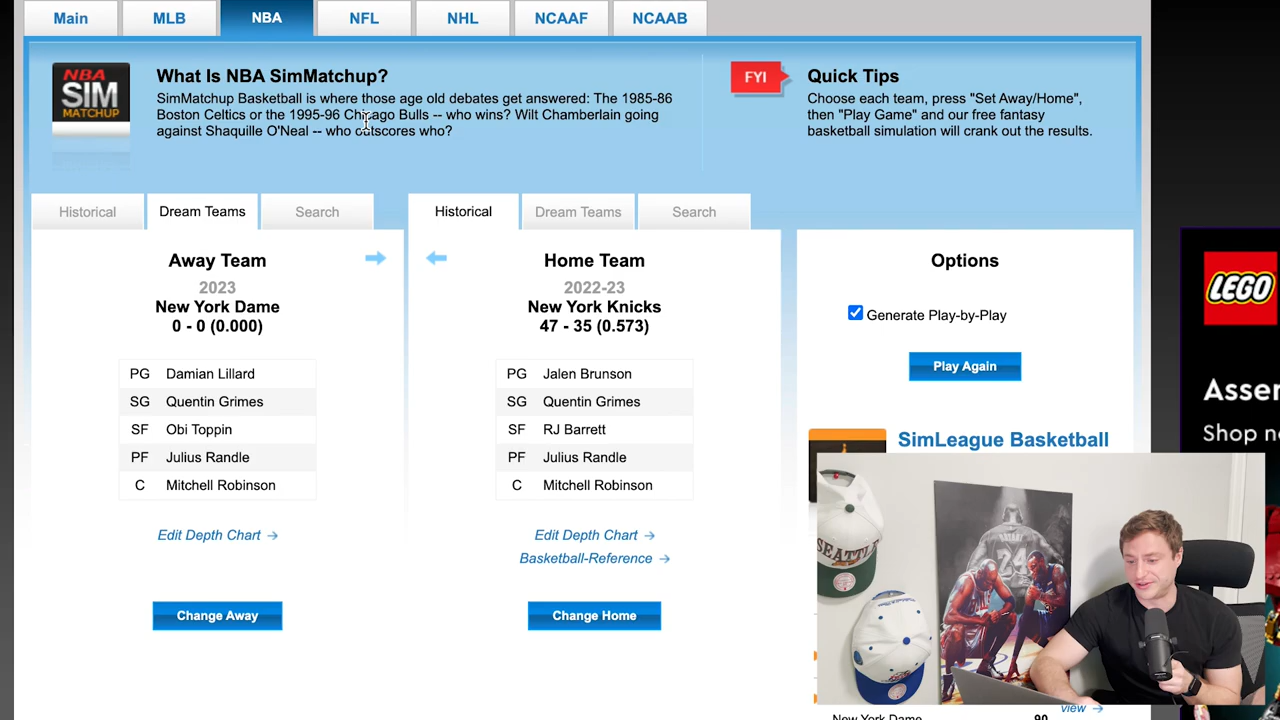 Main
MLB
NBA
NFL
NHL
NCAAF
NCAAB
NBA
SIM
MATCHUP
What Is NBA SimMatchup?
SimMatchup Basketball is where those age old debates get answered: The 1985-86
Boston Celtics or the 1995-96 Chicago Bulls -- who wins? Wilt Chamberlain going
against Shaquille O'Neal -- who outscores who?
FYI
Quick Tips
Choose each team, press "Set Away/Home",
then "Play Game" and our free fantasy
basketball simulation will crank out the results.
Historical
Dream Teams
Search
Away Team
2023
New York Dame
0 - 0 (0.000)
PG Damian Lillard
SG Quentin Grimes
SF Obi Toppin
PF Julius Randle
C Mitchell Robinson
Edit Depth Chart →
Change Away
Historical
Dream Teams
Search
Home Team
2022-23
New York Knicks
47 - 35 (0.573)
PG Jalen Brunson
SG Quentin Grimes
SF RJ Barrett
PF Julius Randle
C Mitchell Robinson
Edit Depth Chart →
Basketball-Reference →
Change Home
Options
Generate Play-by-Play
Play Again
SimLeague Basketball
LEGO
Shop
SEATTLE
BRYANT
24
view →
New York Dame 90